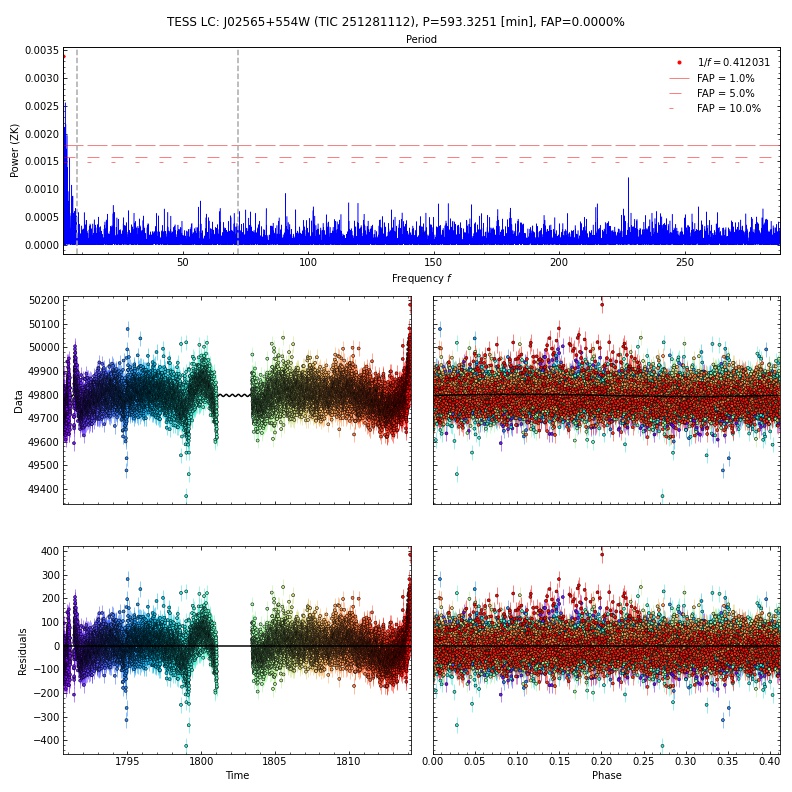 TESS LC: J02565+554W (TIC 251281112), P=593.3251 [min], FAP=0.0000%
Period
0.0035
0.0030
0.0025
0.0020
0.0015
0.0010
0.0005
0.0000
Power (ZK)
1/f = 0.412031
FAP = 1.0%
FAP = 5.0%
FAP = 10.0%
50 100 150 200 250
Frequency f
50200
50100
50000
49900
49800
49700
49600
49500
49400
Data
400
300
200
100
0
−100
−200
−300
−400
Residuals
1795 1800 1805 1810
Time
0.00 0.05 0.10 0.15 0.20 0.25 0.30 0.35 0.40
Phase